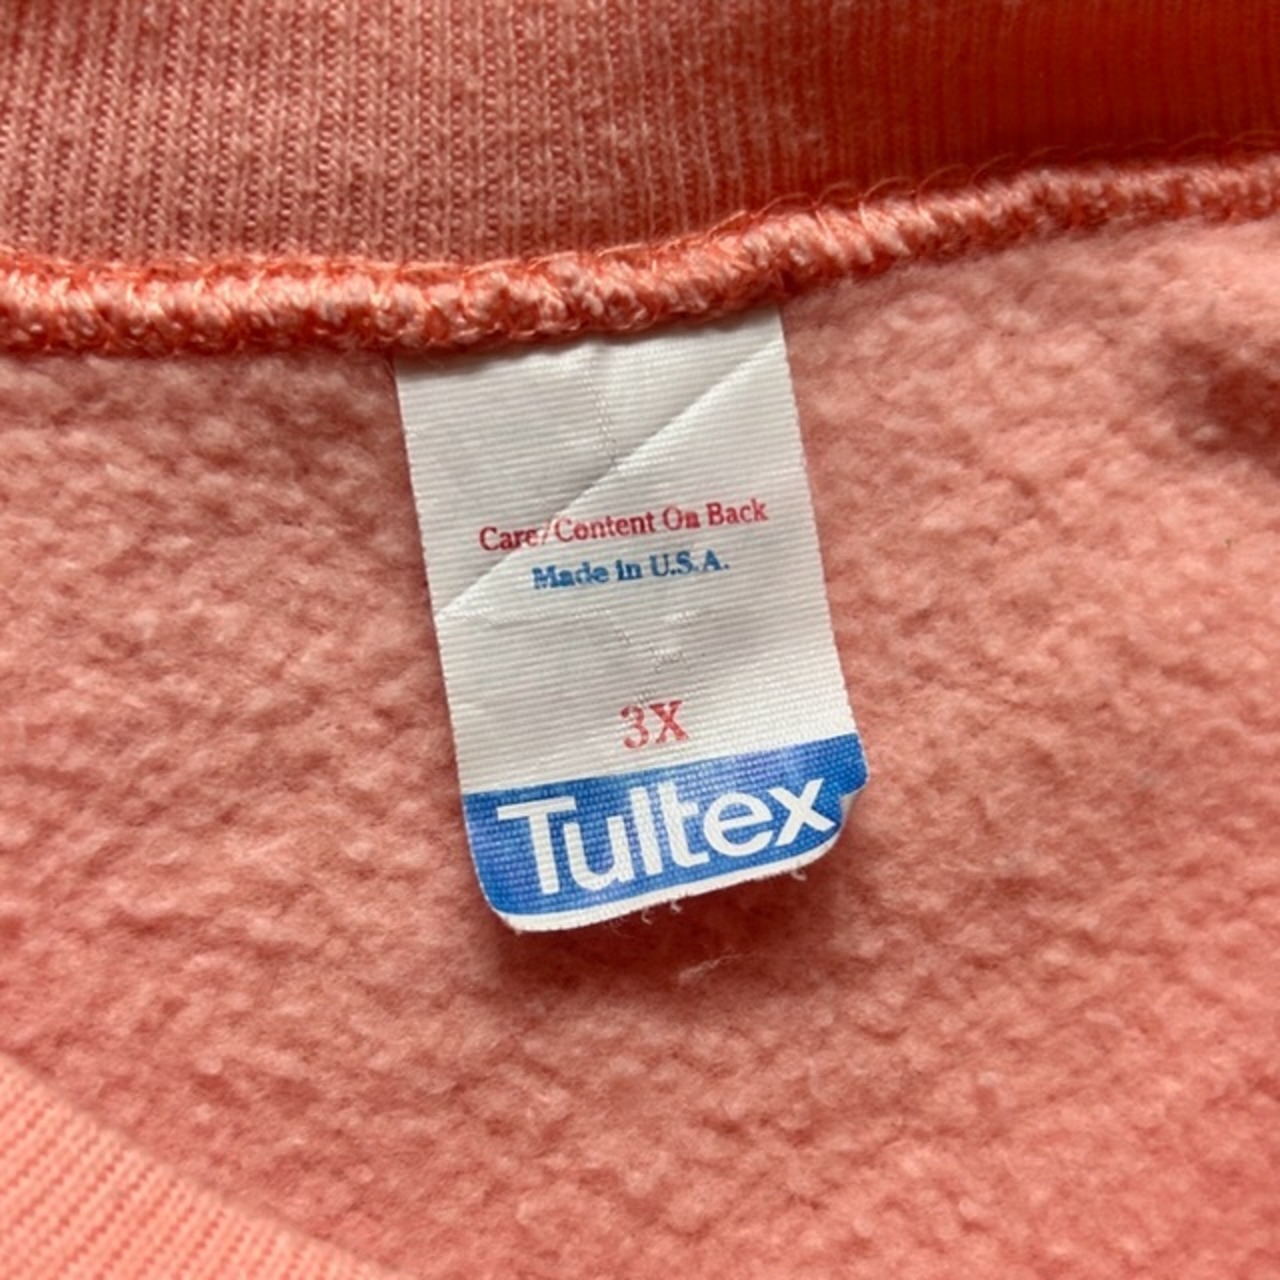 Care/Content On Back
Made in U.S.A.
3X
Tultex